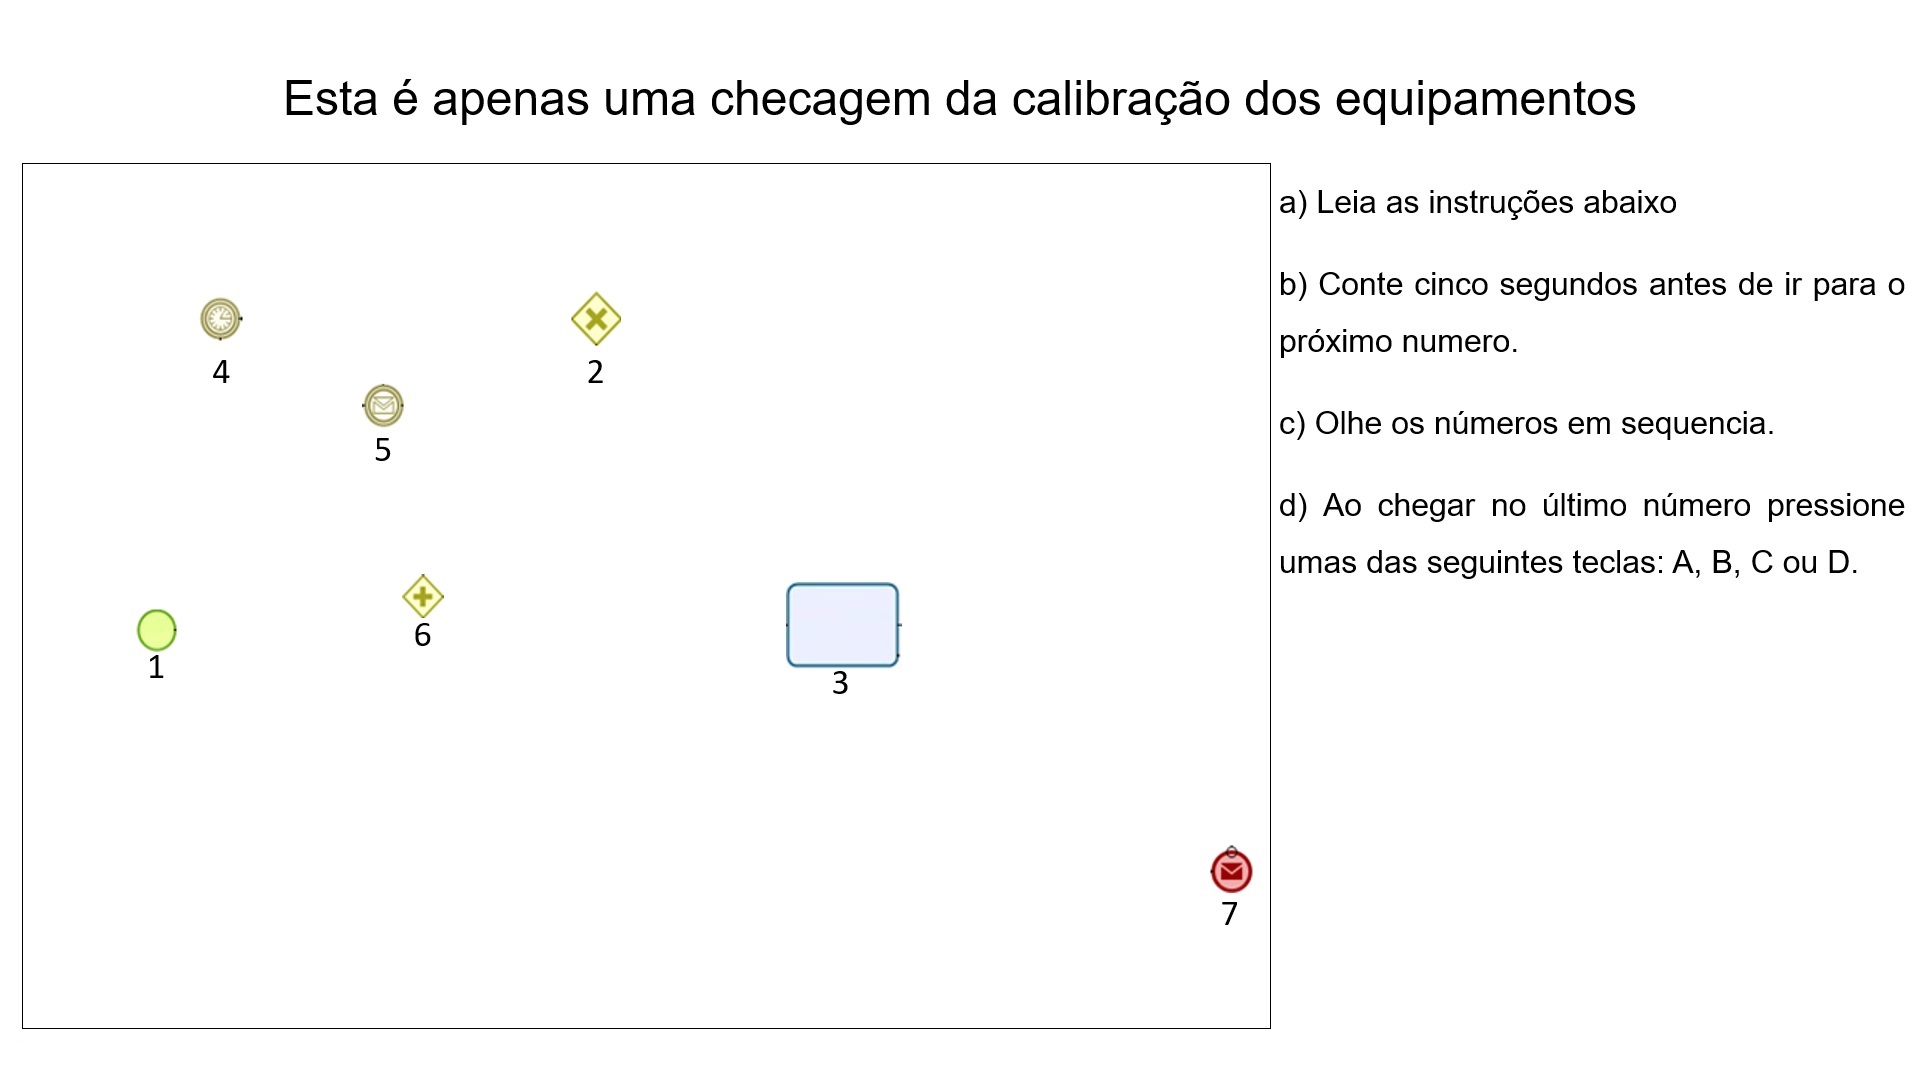 Esta é apenas uma checagem da calibração dos equipamentos
4
2
5
6
1
3
7
a) Leia as instruções abaixo
b) Conte cinco segundos antes de ir para o
próximo numero.
c) Olhe os números em sequencia.
d) Ao chegar no último número pressione
umas das seguintes teclas: A, B, C ou D.